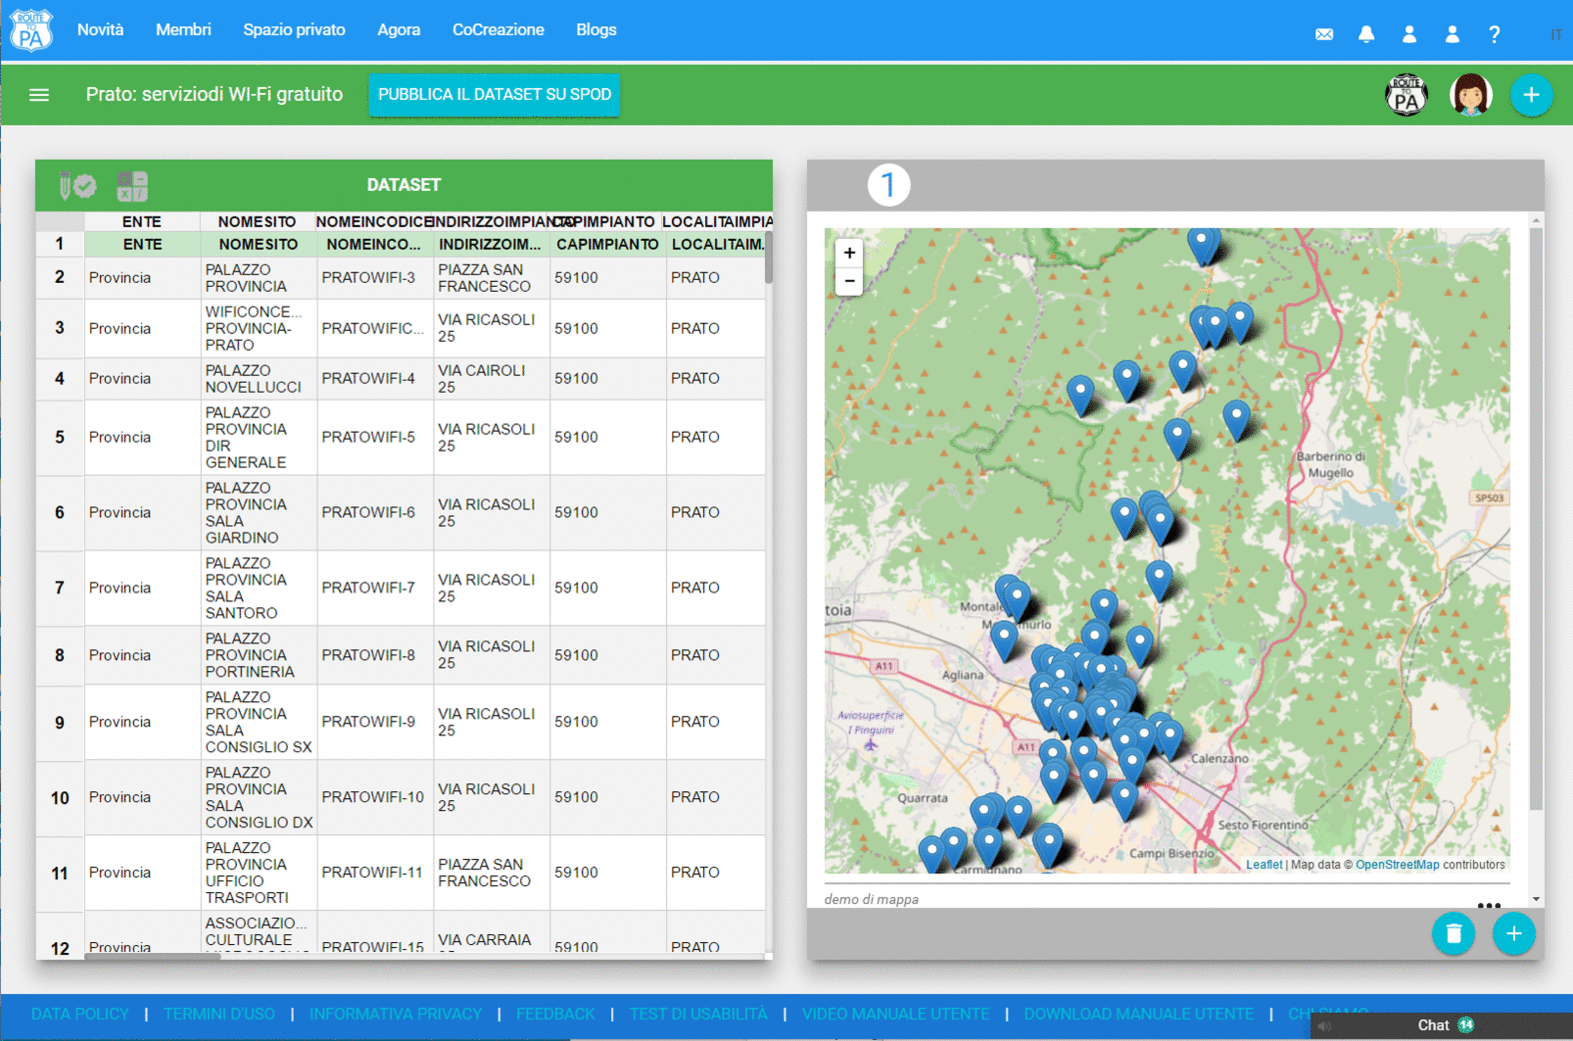 ROUTE TO PA
Novità Membri Spazio privato Agora CoCreazione Blogs ? IT
Prato: serviziodi WI-Fi gratuito PUBBLICA IL DATASET SU SPOD
ROUTE TO PA
DATASET
ENTE NOMESITO NOMEINCODICE INDIRIZZOIMPIANTO CAPIMPIANTO LOCALITAIMPIA
1 ENTE NOMESITO NOMEINCO... INDIRIZZOIM... CAPIMPIANTO LOCALITAIM.
2 Provincia PALAZZO PROVINCIA PRATOWIFI-3 PIAZZA SAN FRANCESCO 59100 PRATO
3 Provincia WIFICONCE... PROVINCIA-PRATO PRATOWIFIC... VIA RICASOLI 25 59100 PRATO
4 Provincia PALAZZO NOVELLUCCI PRATOWIFI-4 VIA CAIROLI 25 59100 PRATO
5 Provincia PALAZZO PROVINCIA DIR GENERALE PRATOWIFI-5 VIA RICASOLI 25 59100 PRATO
6 Provincia PALAZZO PROVINCIA SALA GIARDINO PRATOWIFI-6 VIA RICASOLI 25 59100 PRATO
7 Provincia PALAZZO PROVINCIA SALA SANTORO PRATOWIFI-7 VIA RICASOLI 25 59100 PRATO
8 Provincia PALAZZO PROVINCIA PORTINERIA PRATOWIFI-8 VIA RICASOLI 25 59100 PRATO
9 Provincia PALAZZO PROVINCIA SALA CONSIGLIO SX PRATOWIFI-9 VIA RICASOLI 25 59100 PRATO
10 Provincia PALAZZO PROVINCIA SALA CONSIGLIO DX PRATOWIFI-10 VIA RICASOLI 25 59100 PRATO
11 Provincia PALAZZO PROVINCIA UFFICIO TRASPORTI PRATOWIFI-11 PIAZZA SAN FRANCESCO 59100 PRATO
12 Provincia ASSOCIAZIO... CULTURALE PRATOWIFI-15 VIA CARRAIA 59100 PRATO
1
+
-
Barberino di
Mugello
SP503
toia
Montale
murlo
A11
Agliana
Aviosuperficie
I Pinguini
A11
Calenzano
Quarrata
Sesto Fiorentino
Campi Bisenzio
Carmignano
Leaflet | Map data © OpenStreetMap contributors
demo di mappa
DATA POLICY | TERMINI D'USO | INFORMATIVA PRIVACY | FEEDBACK | TEST DI USABILITÀ | VIDEO MANUALE UTENTE | DOWNLOAD MANUALE UTENTE | CHI SIAMO
Chat 14